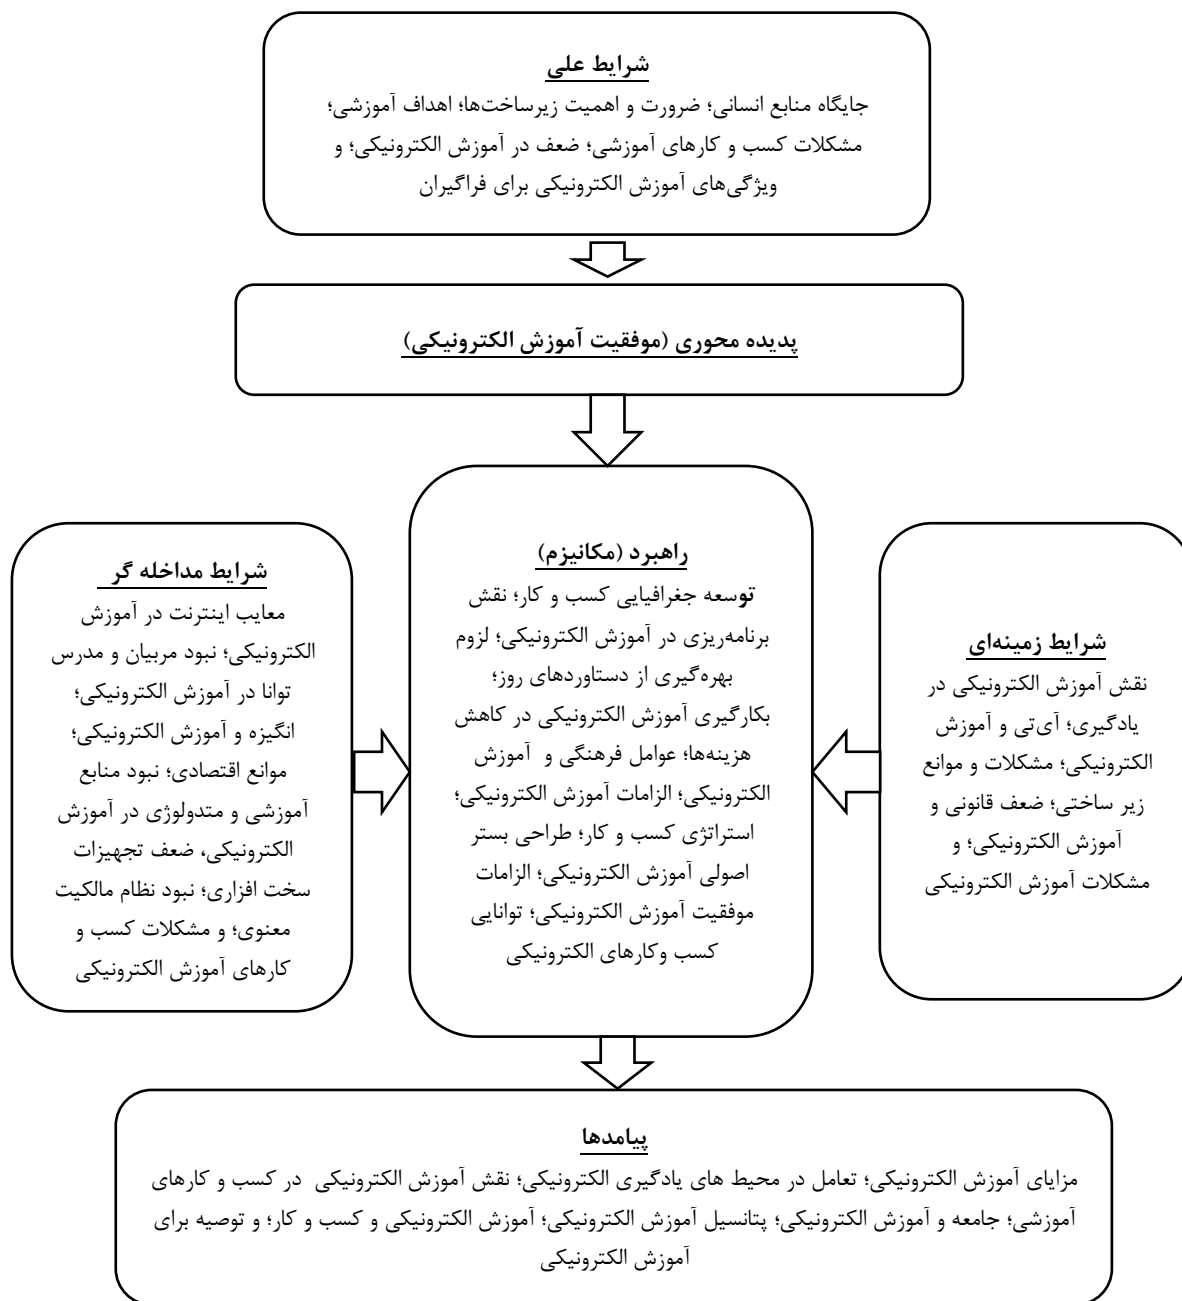 شرایط علی
جایگاه منابع انسانی؛ ضرورت و اهمیت زیرساخت‌ها؛ اهداف آموزشی؛
مشکلات کسب و کارهای آموزشی؛ ضعف در آموزش الکترونیکی؛ و
ویژگی‌های آموزش الکترونیکی برای فراگیران
پدیده محوری (موفقیت آموزش الکترونیکی)
شرایط زمینه‌ای
نقش آموزش الکترونیکی در
یادگیری؛ آی‌تی و آموزش
الکترونیکی؛ مشکلات و موانع
زیر ساختی؛ ضعف قانونی و
آموزش الکترونیکی؛ و
مشکلات آموزش الکترونیکی
راهبرد (مکانیزم)
توسعه جغرافیایی کسب و کار؛ نقش
برنامه‌ریزی در آموزش الکترونیکی؛ لزوم
بهره‌گیری از دستاوردهای روز؛
بکارگیری آموزش الکترونیکی در کاهش
هزینه‌ها؛ عوامل فرهنگی و آموزش
الکترونیکی؛ الزامات آموزش الکترونیکی؛
استراتژی کسب و کار؛ طراحی بستر
اصولی آموزش الکترونیکی؛ الزامات
موفقیت آموزش الکترونیکی؛ توانایی
کسب وکارهای الکترونیکی
شرایط مداخله گر
معایب اینترنت در آموزش
الکترونیکی؛ نبود مربیان و مدرس
توانا در آموزش الکترونیکی؛
انگیزه و آموزش الکترونیکی؛
موانع اقتصادی؛ نبود منابع
آموزشی و متدولوژی در آموزش
الکترونیکی، ضعف تجهیزات
سخت افزاری؛ نبود نظام مالکیت
معنوی؛ و مشکلات کسب و
کارهای آموزش الکترونیکی
پیامدها
مزایای آموزش الکترونیکی؛ تعامل در محیط های یادگیری الکترونیکی؛ نقش آموزش الکترونیکی در کسب و کارهای
آموزشی؛ جامعه و آموزش الکترونیکی؛ پتانسیل آموزش الکترونیکی؛ آموزش الکترونیکی و کسب و کار؛ و توصیه برای
آموزش الکترونیکی